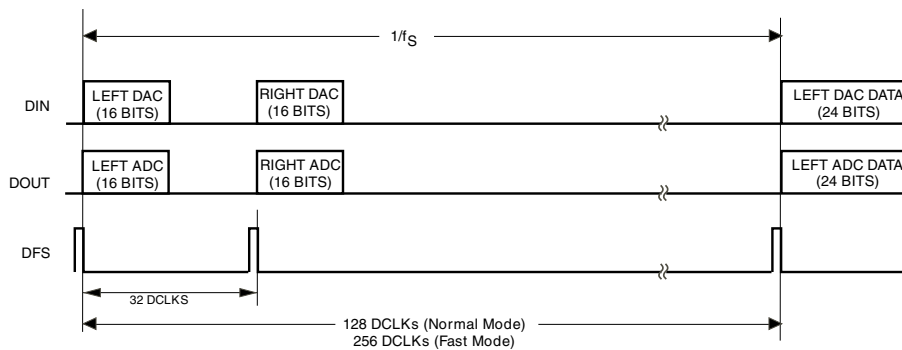 1/fS
DIN
LEFT DAC
(16 BITS)
RIGHT DAC
(16 BITS)
LEFT DAC DATA
(24 BITS)
DOUT
LEFT ADC
(16 BITS)
RIGHT ADC
(16 BITS)
LEFT ADC DATA
(24 BITS)
DFS
32 DCLKS
128 DCLKs (Normal Mode)
256 DCLKs (Fast Mode)